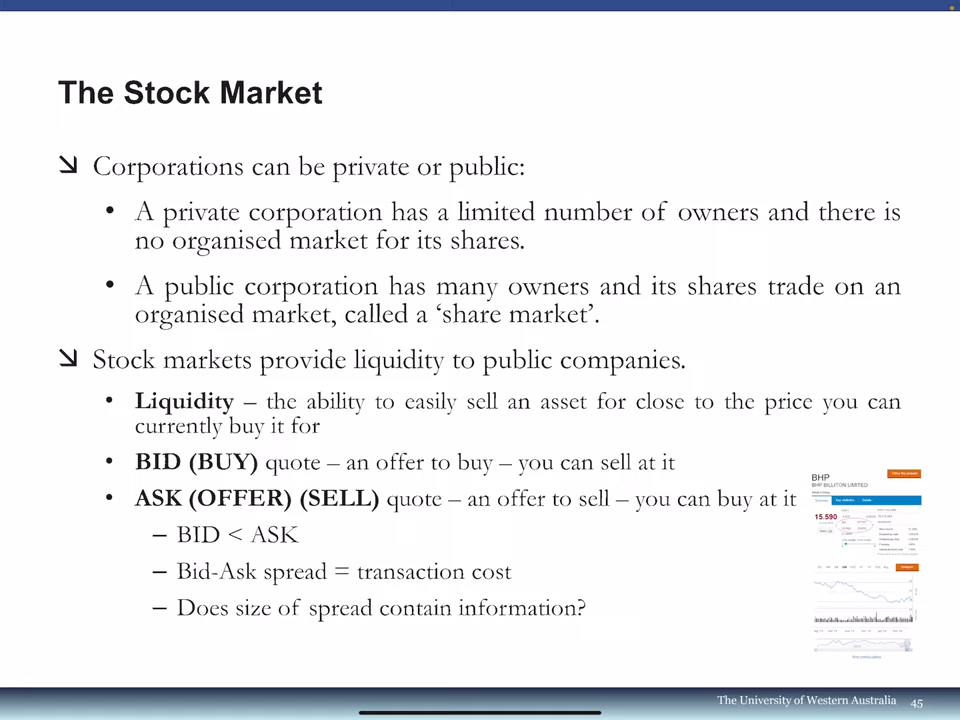 The Stock Market
Corporations can be private or public:
• A private corporation has a limited number of owners and there is
no organised market for its shares.
• A public corporation has many owners and its shares trade on an
organised market, called a ‘share market’.
Stock markets provide liquidity to public companies.
• Liquidity – the ability to easily sell an asset for close to the price you can
currently buy it for
• BID (BUY) quote – an offer to buy – you can sell at it
• ASK (OFFER) (SELL) quote – an offer to sell – you can buy at it
– BID < ASK
– Bid-Ask spread = transaction cost
– Does size of spread contain information?
BHP
BHP BILLITON LIMITED
15.590
The University of Western Australia 45